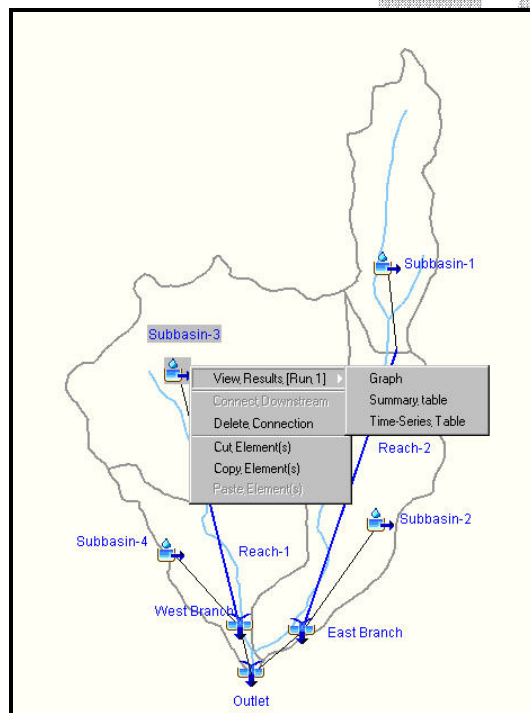 Subbasin-1
Subbasin-3
View Results [Run 1]
Graph
Summary table
Time-Series Table
Connect Downstream
Delete Connection
Cut Element(s)
Copy Element(s)
Paste Element(s)
Reach-2
Subbasin-2
Subbasin-4
Reach-1
West Branch
East Branch
Outlet